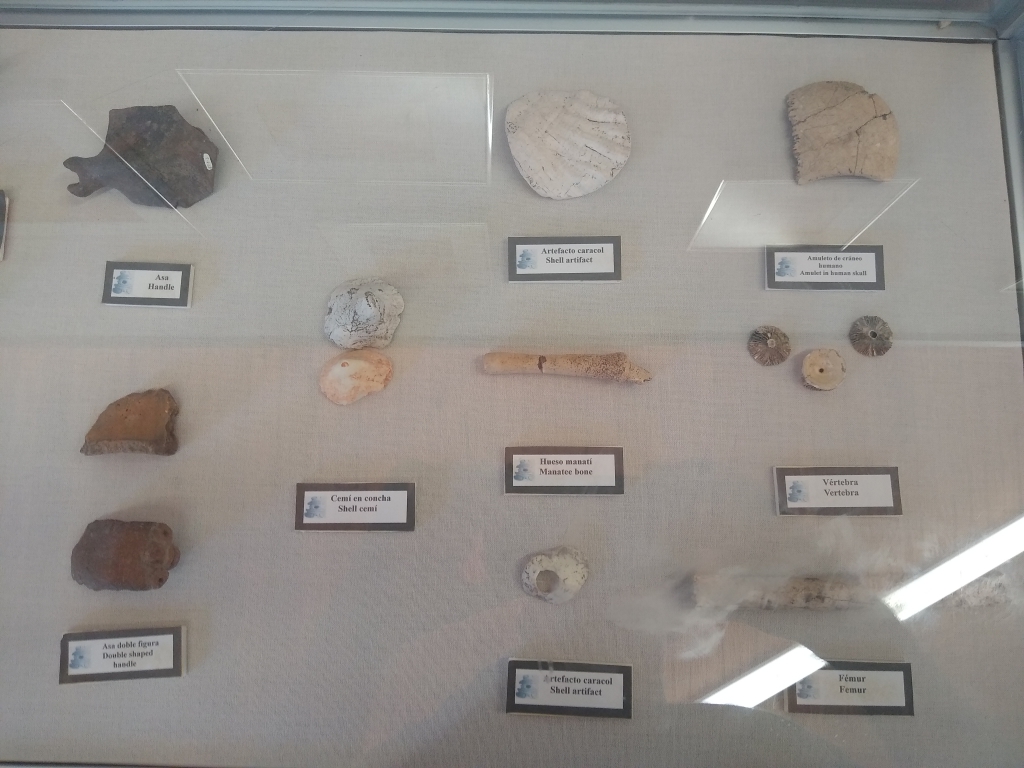 Asa
Handle
Artefacto caracol
Shell artifact
Amuleto de cráneo
humano
Amulet in human skull
Cemí en concha
Shell cemí
Hueso manatí
Manatee bone
Vértebra
Vertebra
Asa doble figura
Double shaped
handle
Artefacto caracol
Shell artifact
Fémur
Femur